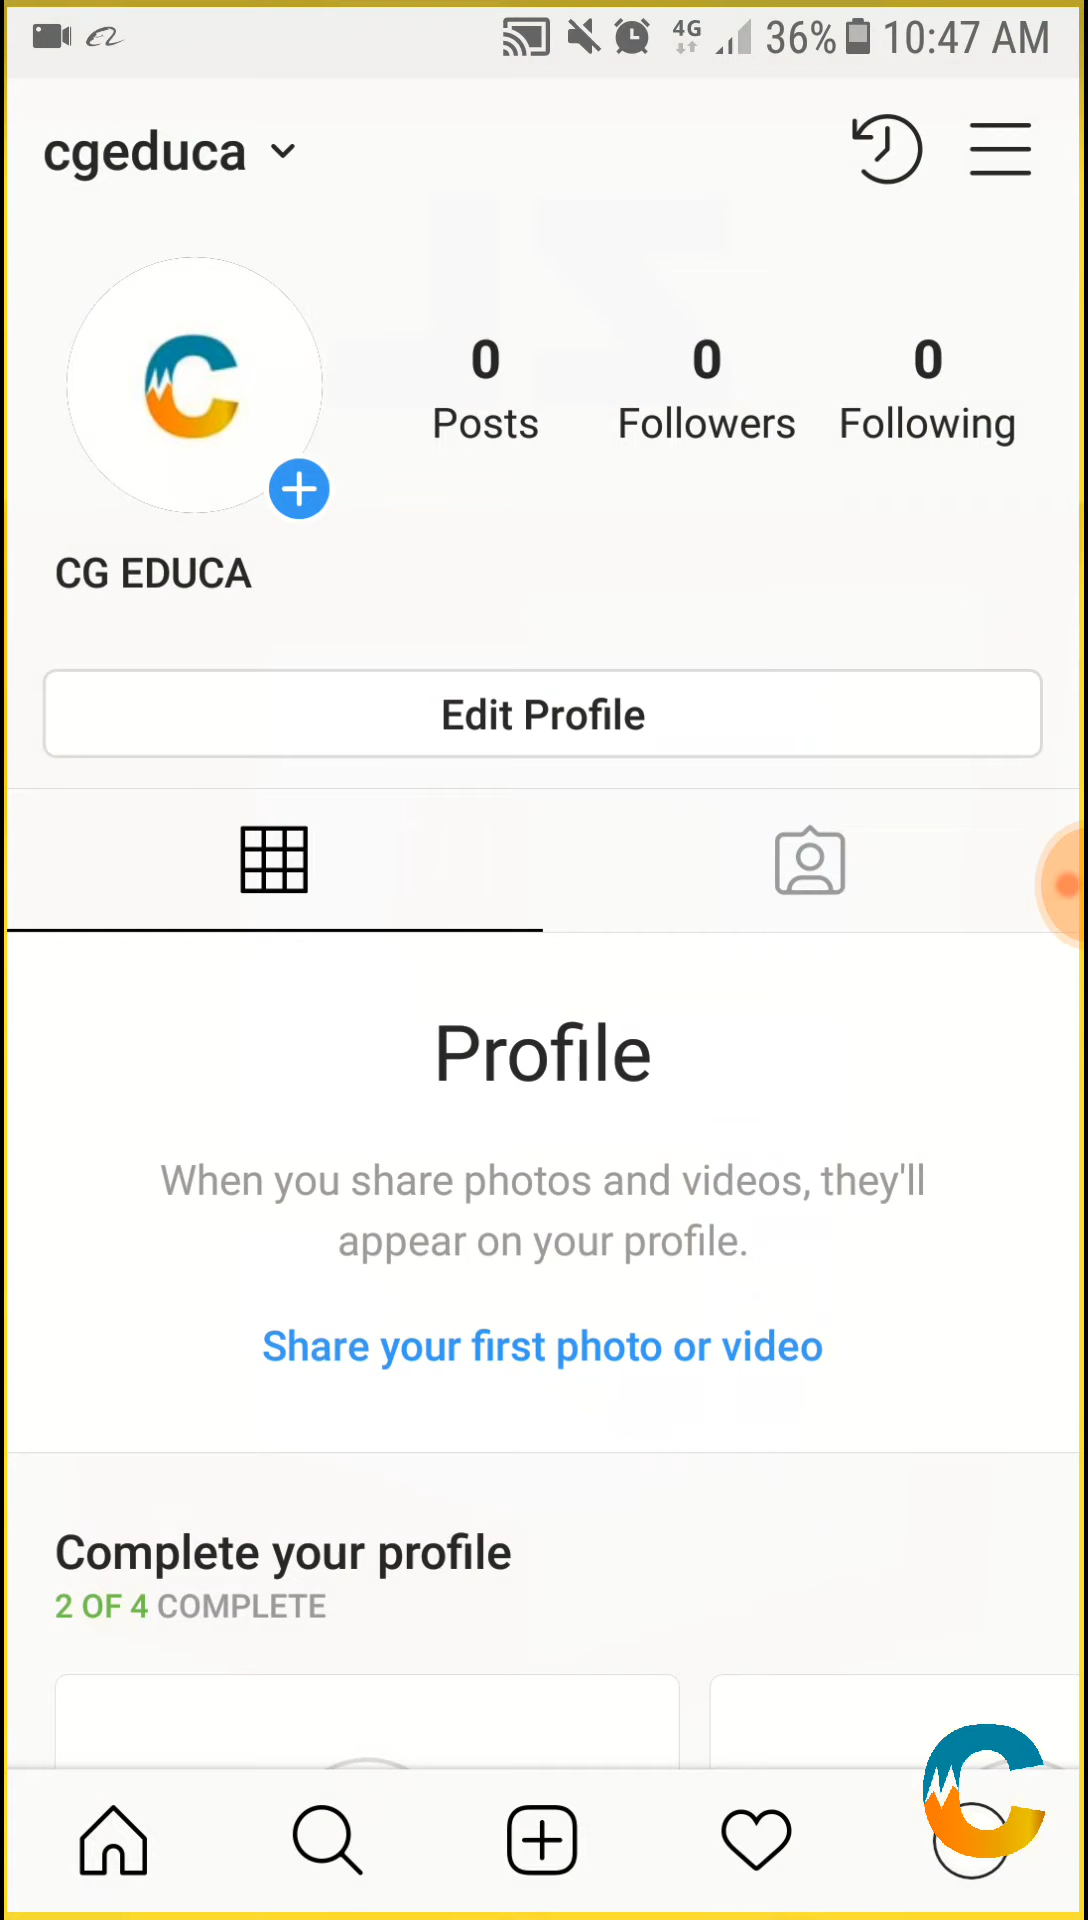 4G 36% 10:47 AM
cgeduca
0 0 0
Posts Followers Following
CG EDUCA
Edit Profile
Profile
When you share photos and videos, they'll
appear on your profile.
Share your first photo or video
Complete your profile
2 OF 4 COMPLETE